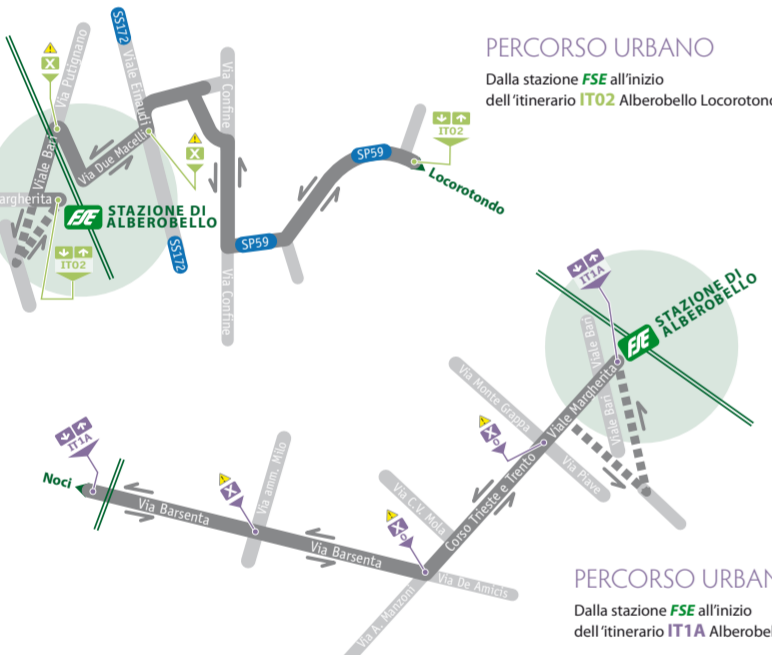 PERCORSO URBANO
Dalla stazione FSE all'inizio
dell'itinerario IT02 Alberobello Locorotond
SS172
Via Putignano
Viale Einaudi
Via Confine
X
Viale Bari
Via Due Macelli
X
IT02
SP59
Locorotondo
argherita
FSE STAZIONE DI
ALBEROBELLO
IT02
SS172
SP59
Via Confine
IT1A
FSE STAZIONE DI
ALBEROBELLO
Viale Bari
Viale Bari
Via Monte Grappa
Viale Margherita
X
Via Piave
IT1A
Noci
Via amm. Milo
X
Via Barsenta
Via Barsenta
Via C.V. Mola
Corso Trieste e Trento
X
Via De Amicis
Via A. Manzoni
PERCORSO URBAN
Dalla stazione FSE all'inizio
dell'itinerario IT1A Alberobel